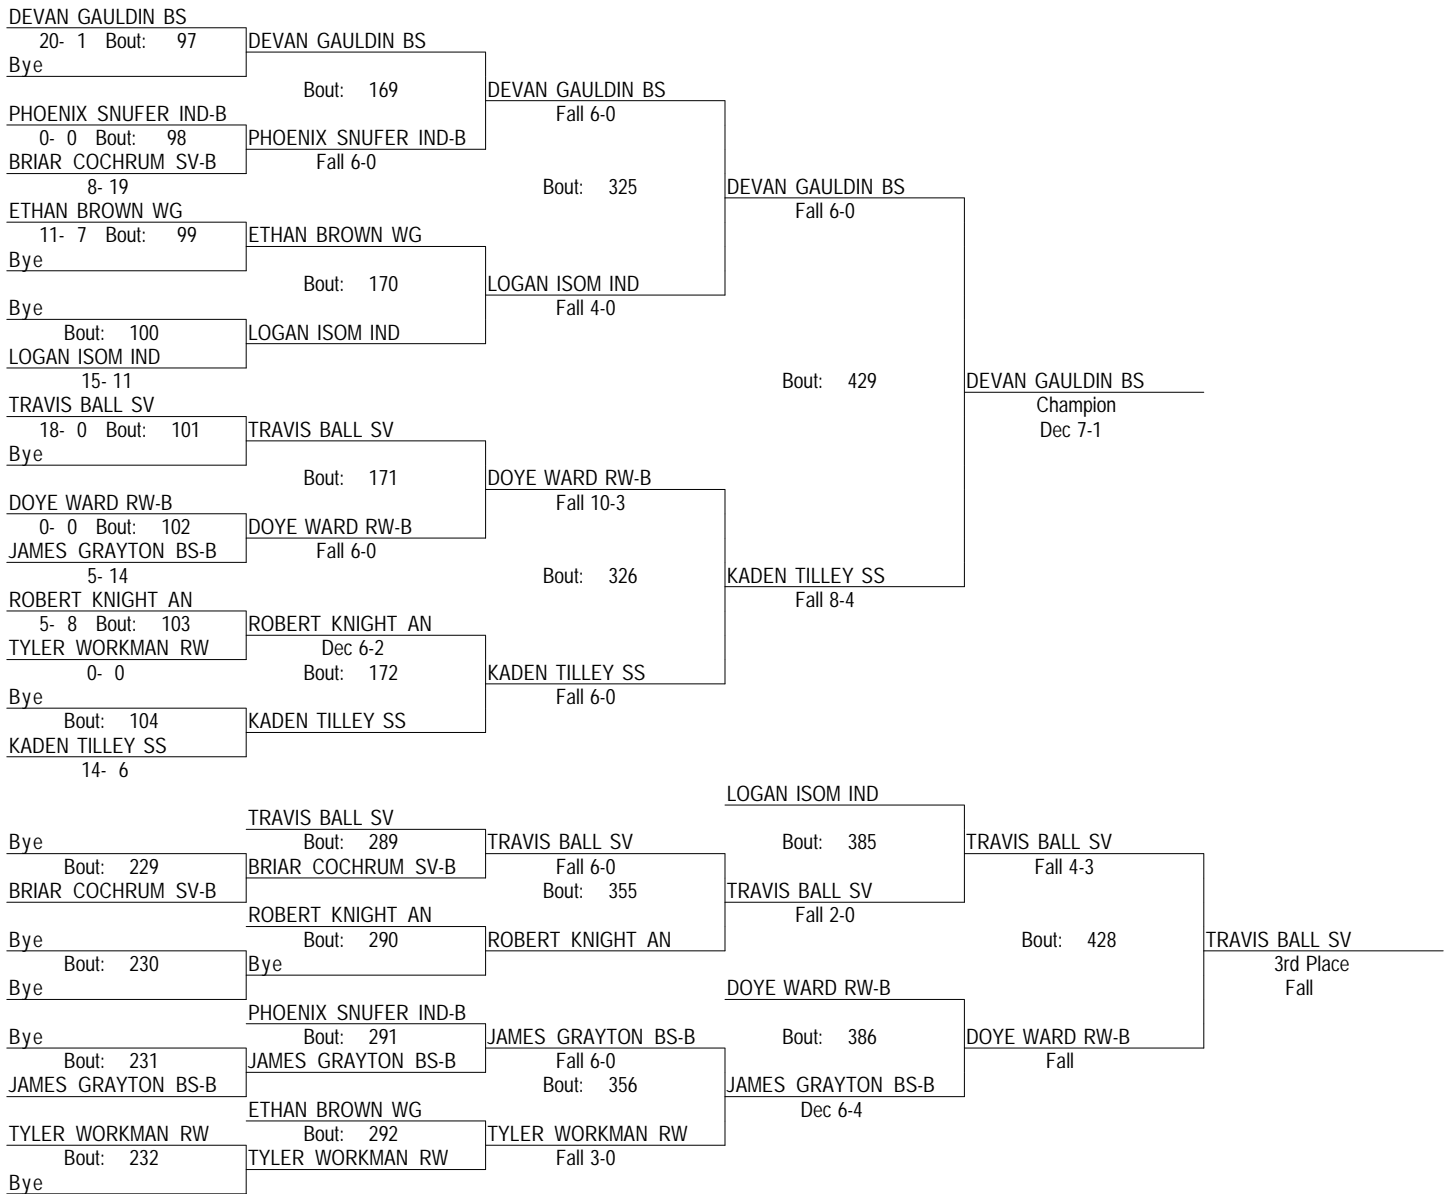 DEVAN GAULDIN BS
20- 1 Bout: 97 DEVAN GAULDIN BS
Bye
Bout: 169 DEVAN GAULDIN BS
PHOENIX SNUFER IND-B Fall 6-0
0- 0 Bout: 98 PHOENIX SNUFER IND-B
BRIAR COCHRUM SV-B Fall 6-0
8- 19 Bout: 325 DEVAN GAULDIN BS
ETHAN BROWN WG Fall 6-0
11- 7 Bout: 99 ETHAN BROWN WG
Bye
Bout: 170 LOGAN ISOM IND
Bye Fall 4-0
Bout: 100 LOGAN ISOM IND
LOGAN ISOM IND
15- 11 Bout: 429 DEVAN GAULDIN BS
TRAVIS BALL SV Champion
18- 0 Bout: 101 TRAVIS BALL SV Dec 7-1
Bye
Bout: 171 DOYE WARD RW-B
DOYE WARD RW-B Fall 10-3
0- 0 Bout: 102 DOYE WARD RW-B
JAMES GRAYTON BS-B Fall 6-0
5- 14 Bout: 326 KADEN TILLEY SS
ROBERT KNIGHT AN Fall 8-4
5- 8 Bout: 103 ROBERT KNIGHT AN
TYLER WORKMAN RW Dec 6-2
0- 0 Bout: 172 KADEN TILLEY SS
Bye Fall 6-0
Bout: 104 KADEN TILLEY SS
KADEN TILLEY SS
14- 6
LOGAN ISOM IND
TRAVIS BALL SV
Bye Bout: 289 TRAVIS BALL SV Bout: 385 TRAVIS BALL SV
Bout: 229 BRIAR COCHRUM SV-B Fall 6-0 Fall 4-3
BRIAR COCHRUM SV-B Bout: 355 TRAVIS BALL SV
ROBERT KNIGHT AN Fall 2-0
Bye Bout: 290 ROBERT KNIGHT AN Bout: 428 TRAVIS BALL SV
Bout: 230 Bye 3rd Place
Bye DOYE WARD RW-B Fall
PHOENIX SNUFER IND-B
Bye Bout: 291 JAMES GRAYTON BS-B Bout: 386 DOYE WARD RW-B
Bout: 231 JAMES GRAYTON BS-B Fall 6-0 Fall
JAMES GRAYTON BS-B Bout: 356 JAMES GRAYTON BS-B
ETHAN BROWN WG Dec 6-4
TYLER WORKMAN RW Bout: 292 TYLER WORKMAN RW
Bout: 232 TYLER WORKMAN RW Fall 3-0
Bye